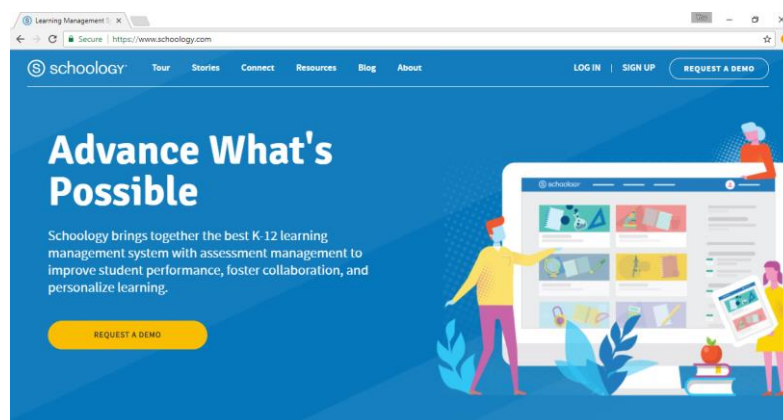 Learning Management
Secure | https://www.schoology.com
schoology Tour Stories Connect Resources Blog About LOG IN | SIGN UP REQUEST A DEMO
Advance What's
Possible
schoology
Schoology brings together the best K-12 learning
management system with assessment management to
improve student performance, foster collaboration, and
personalize learning.
REQUEST A DEMO